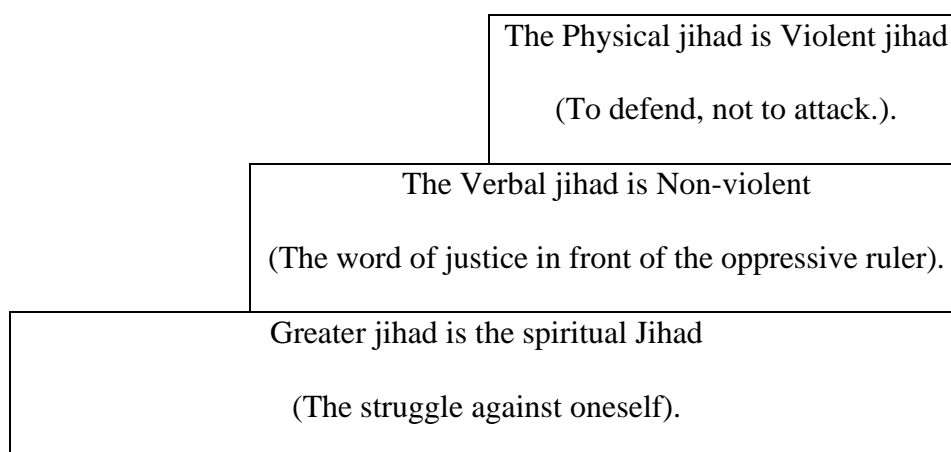 The Physical jihad is Violent jihad
(To defend, not to attack.).
The Verbal jihad is Non-violent
(The word of justice in front of the oppressive ruler).
Greater jihad is the spiritual Jihad
(The struggle against oneself).